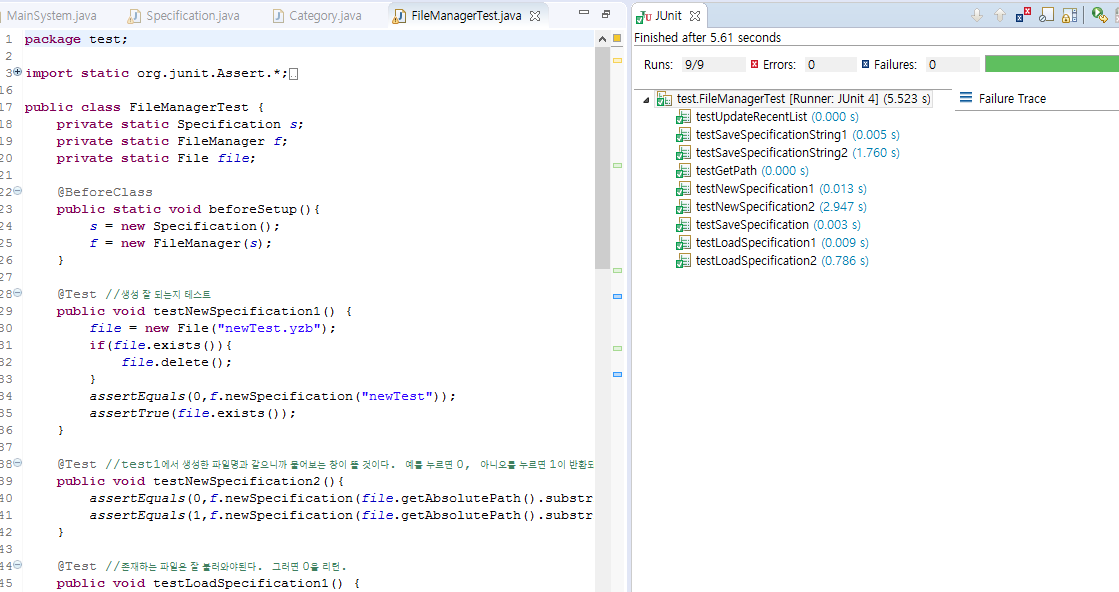 MainSystem.java
Specification.java
Category.java
FileManagerTest.java
1 package test;
2
3 import static org.junit.Assert.*;
16
17 public class FileManagerTest {
18 private static Specification s;
19 private static FileManager f;
20 private static File file;
21
22 @BeforeClass
23 public static void beforeSetup(){
24 s = new Specification();
25 f = new FileManager(s);
26 }
27
28 @Test //생성 잘 되는지 테스트
29 public void testNewSpecification1() {
30 file = new File("newTest.yzb");
31 if(file.exists()){
32 file.delete();
33 }
34 assertEquals(0,f.newSpecification("newTest"));
35 assertTrue(file.exists());
36 }
37
38 @Test //test1에서 생성한 파일명과 같으니까 물어보는 창이 뜰 것이다. 예를 누르면 0, 아니오를 누르면 1이 반환되
39 public void testNewSpecification2(){
40 assertEquals(0,f.newSpecification(file.getAbsolutePath().substr
41 assertEquals(1,f.newSpecification(file.getAbsolutePath().substr
42 }
43
44 @Test //존재하는 파일은 잘 불러와야된다. 그러면 0을 리턴.
45 public void testLoadSpecification1() {
JUnit
Finished after 5.61 seconds
Runs: 9/9 Errors: 0 Failures: 0
test.FileManagerTest [Runner: JUnit 4] (5.523 s)
testUpdateRecentList (0.000 s)
testSaveSpecificationString1 (0.005 s)
testSaveSpecificationString2 (1.760 s)
testGetPath (0.000 s)
testNewSpecification1 (0.013 s)
testNewSpecification2 (2.947 s)
testSaveSpecification (0.003 s)
testLoadSpecification1 (0.009 s)
testLoadSpecification2 (0.786 s)
Failure Trace